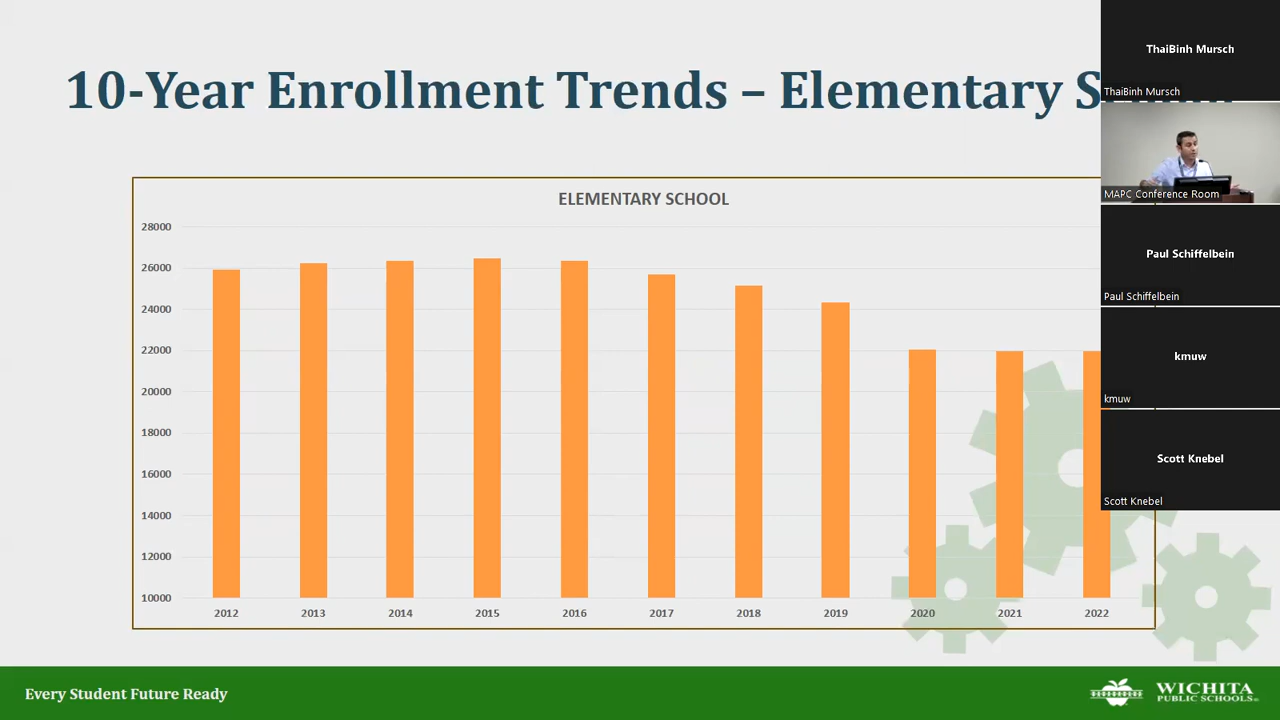 10-Year Enrollment Trends – Elementary
ELEMENTARY SCHOOL
28000
26000
24000
22000
20000
18000
16000
14000
12000
10000
2012 2013 2014 2015 2016 2017 2018 2019 2020 2021 2022
Every Student Future Ready
WICHITA
PUBLIC SCHOOLS
ThaiBinh Mursch
ThaiBinh Mursch
MAPC Conference Room
Paul Schiffelbein
Paul Schiffelbein
kmuw
kmuw
Scott Knebel
Scott Knebel